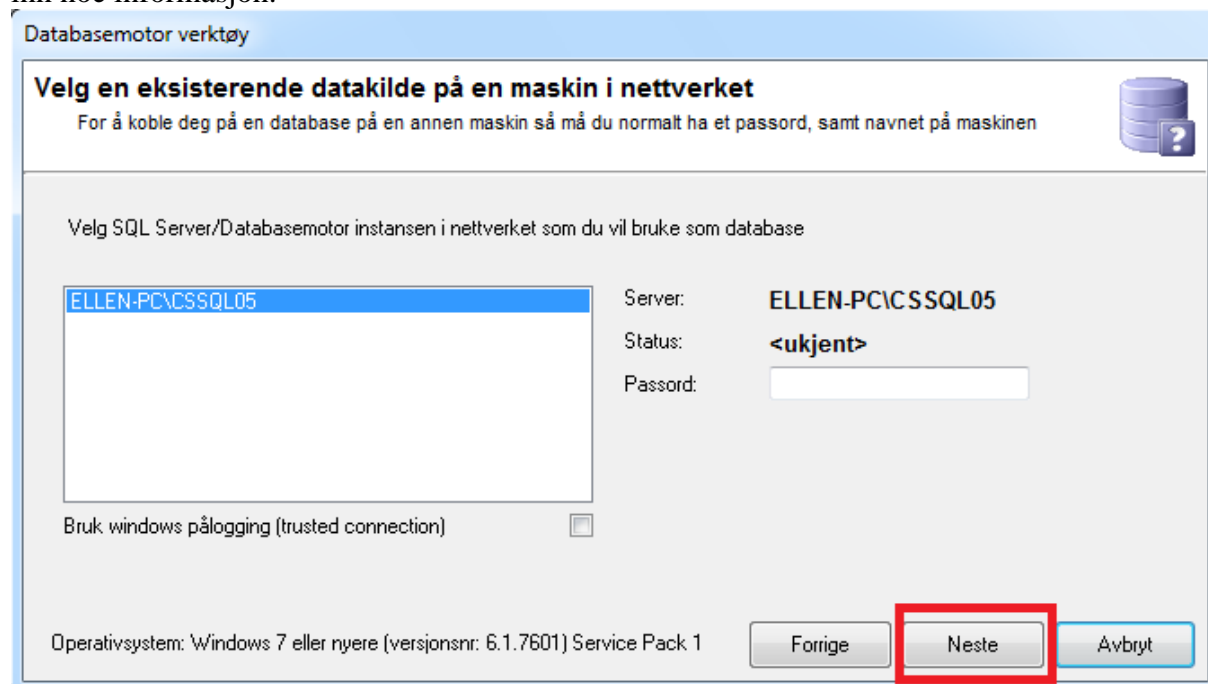 inn noe informasjon.
Databasemotor verktøy
Velg en eksisterende datakilde på en maskin i nettverket
For å koble deg på en database på en annen maskin så må du normalt ha et passord, samt navnet på maskinen
Velg SQL Server/Databasemotor instansen i nettverket som du vil bruke som database
ELLEN-PC\CSSQL05
Server: ELLEN-PC\CSSQL05
Status: <ukjent>
Passord:
Bruk windows pålogging (trusted connection)
Operativsystem: Windows 7 eller nyere (versjonsnr: 6.1.7601) Service Pack 1
Forrige Neste Avbryt